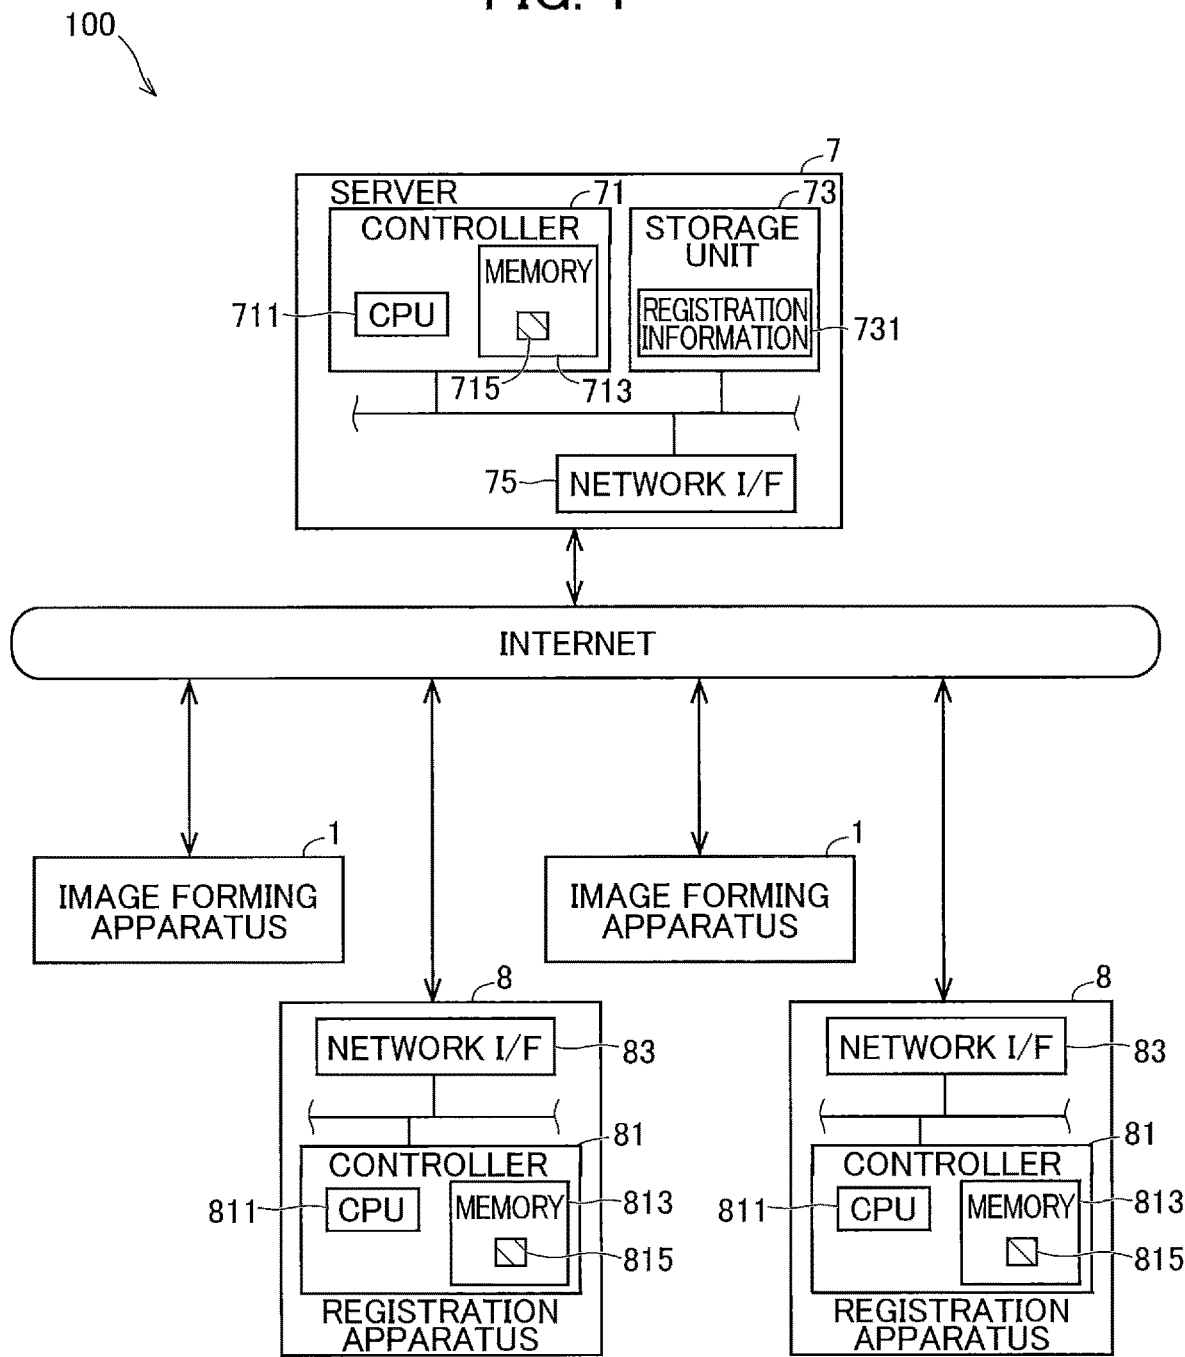 100
7
SERVER
71
73
CONTROLLER
STORAGE
UNIT
MEMORY
711
CPU
REGISTRATION
INFORMATION
731
715
713
75
NETWORK I/F
INTERNET
1
1
IMAGE FORMING
APPARATUS
IMAGE FORMING
APPARATUS
8
8
NETWORK I/F
83
NETWORK I/F
83
81
81
CONTROLLER
CONTROLLER
811
CPU
MEMORY
813
811
CPU
MEMORY
813
815
815
REGISTRATION
APPARATUS
REGISTRATION
APPARATUS